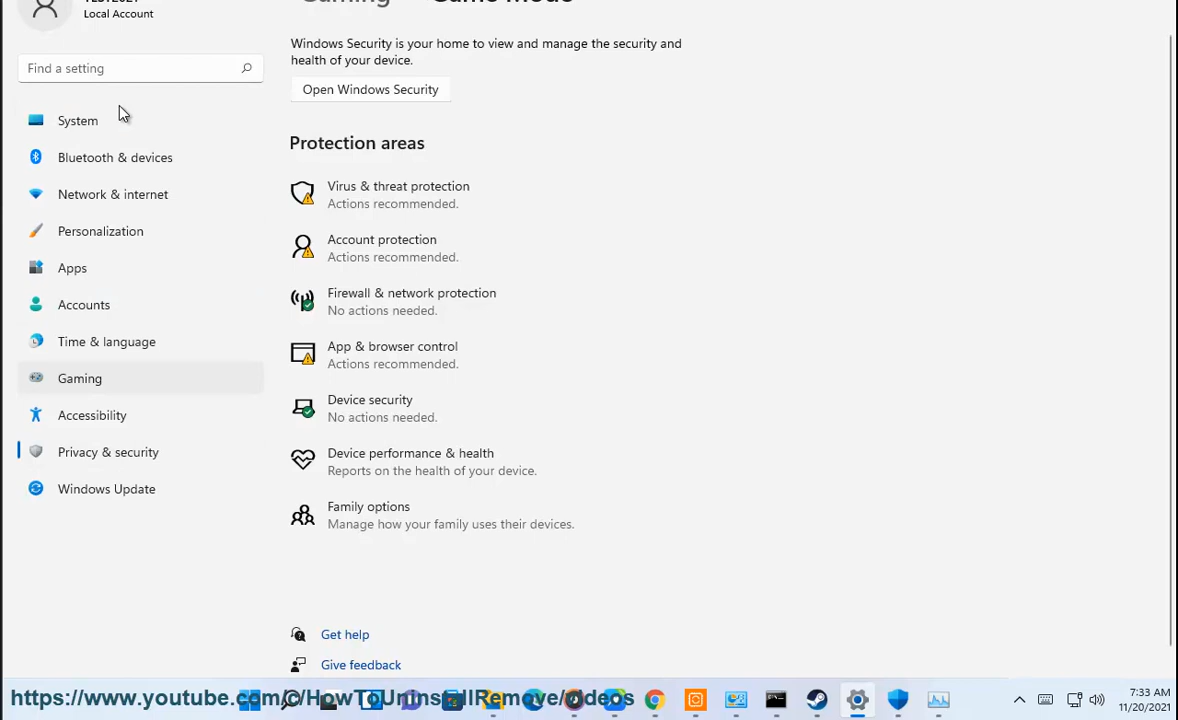 Local Account
Find a setting
System
Bluetooth & devices
Network & internet
Personalization
Apps
Accounts
Time & language
Gaming
Accessibility
Privacy & security
Windows Update
Gaming Game Mode
Windows Security is your home to view and manage the security and
health of your device.
Open Windows Security
Protection areas
Virus & threat protection
Actions recommended.
Account protection
Actions recommended.
Firewall & network protection
No actions needed.
App & browser control
Actions recommended.
Device security
No actions needed.
Device performance & health
Reports on the health of your device.
Family options
Manage how your family uses their devices.
Get help
Give feedback
https://www.youtube.com/C/HowToUninstallRemove/videos
7:33 AM
11/20/2021